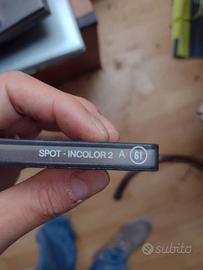 SPOT - INCOLOR 2 A 61
subito